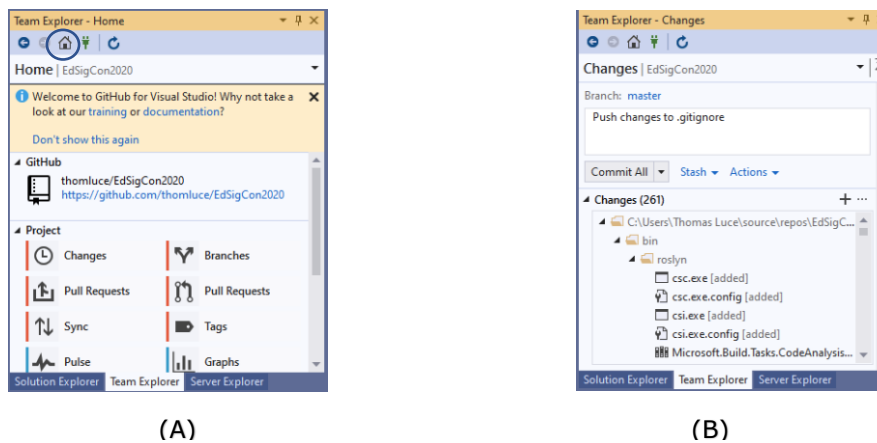 Team Explorer - Home
Home | EdSigCon2020
Welcome to GitHub for Visual Studio! Why not take a
look at our training or documentation?
Don't show this again
GitHub
thomluce/EdSigCon2020
https://github.com/thomluce/EdSigCon2020
Project
Changes
Branches
Pull Requests
Pull Requests
Sync
Tags
Pulse
Graphs
Solution Explorer Team Explorer Server Explorer
(A)
Team Explorer - Changes
Changes | EdSigCon2020
Branch: master
Push changes to .gitignore
Commit All Stash Actions
Changes (261)
C:\Users\Thomas Luce\source\repos\EdSigC...
bin
roslyn
csc.exe [added]
csc.exe.config [added]
csi.exe [added]
csi.exe.config [added]
Microsoft.Build.Tasks.CodeAnalysis...
Solution Explorer Team Explorer Server Explorer
(B)